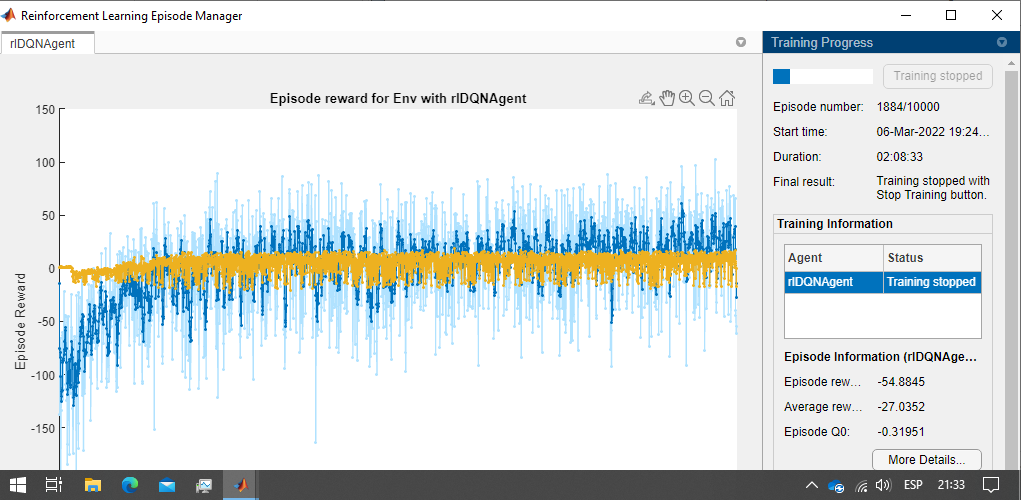 Reinforcement Learning Episode Manager
rlDQNAgent
Training Progress
Episode reward for Env with rlDQNAgent
150
100
50
0
-50
-100
-150
Episode Reward
Training stopped
Episode number: 1884/10000
Start time: 06-Mar-2022 19:24...
Duration: 02:08:33
Final result: Training stopped with
Stop Training button.
Training Information
Agent Status
rlDQNAgent Training stopped
Episode Information (rlDQNAge...
Episode rew... -54.8845
Average rew... -27.0352
Episode Q0: -0.31951
More Details...
ESP 21:33